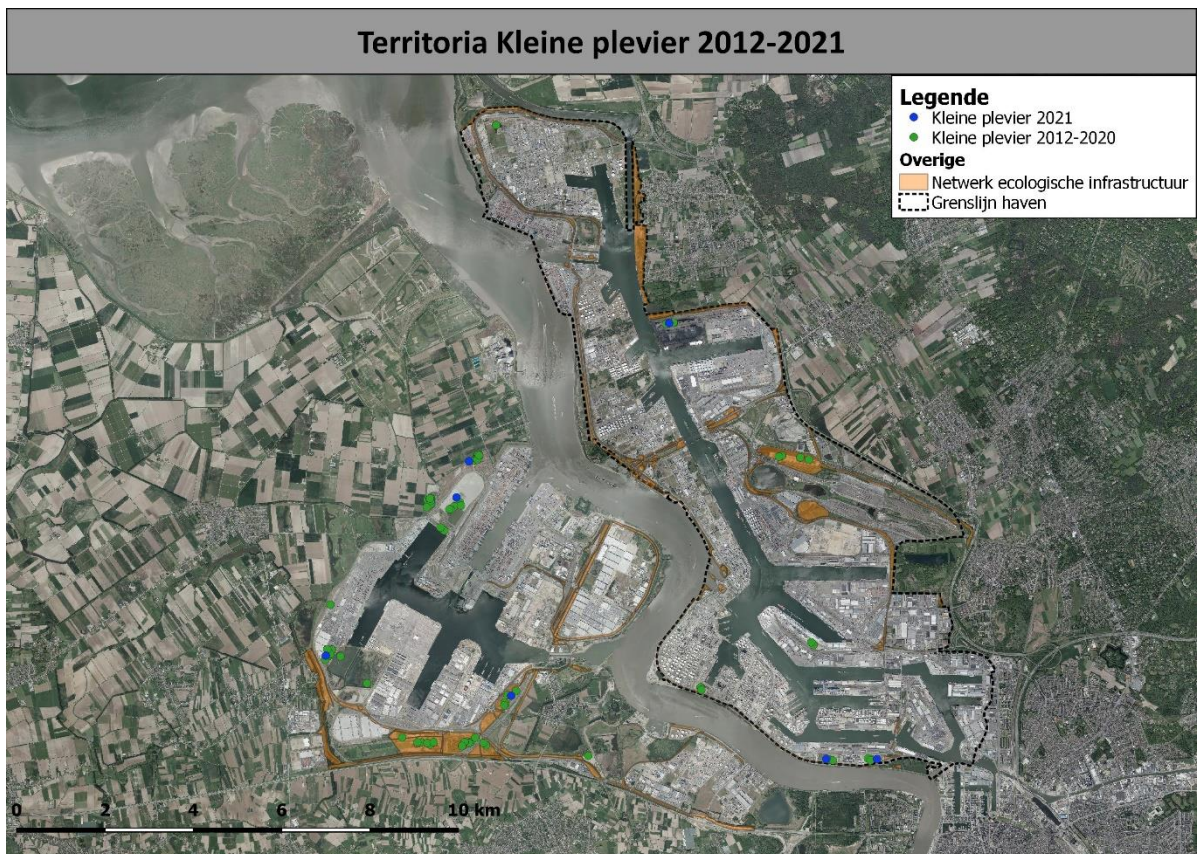 Territoria Kleine plevier 2012-2021
Legende
Kleine plevier 2021
Kleine plevier 2012-2020
Overige
Netwerk ecologische infrastructuur
Grenslijn haven
0 2 4 6 8 10 km